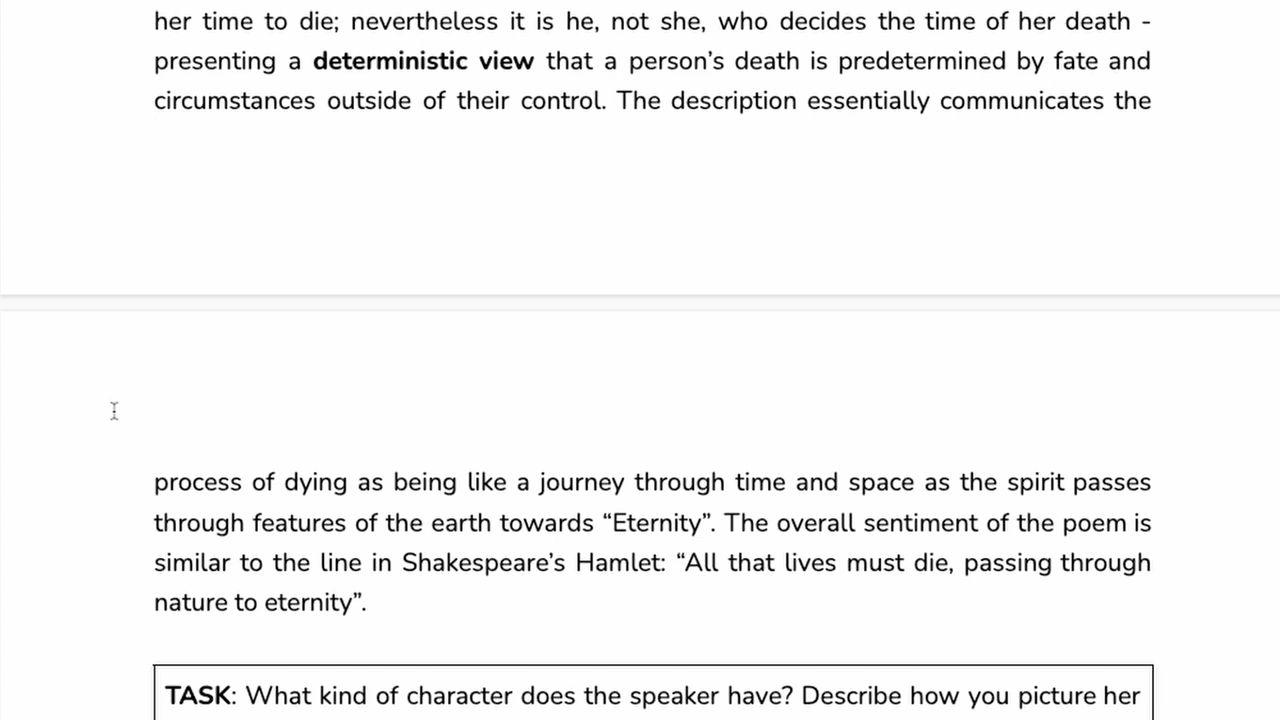 her time to die; nevertheless it is he, not she, who decides the time of her death -
presenting a deterministic view that a person’s death is predetermined by fate and
circumstances outside of their control. The description essentially communicates the
process of dying as being like a journey through time and space as the spirit passes
through features of the earth towards “Eternity”. The overall sentiment of the poem is
similar to the line in Shakespeare’s Hamlet: “All that lives must die, passing through
nature to eternity”.
TASK: What kind of character does the speaker have? Describe how you picture her